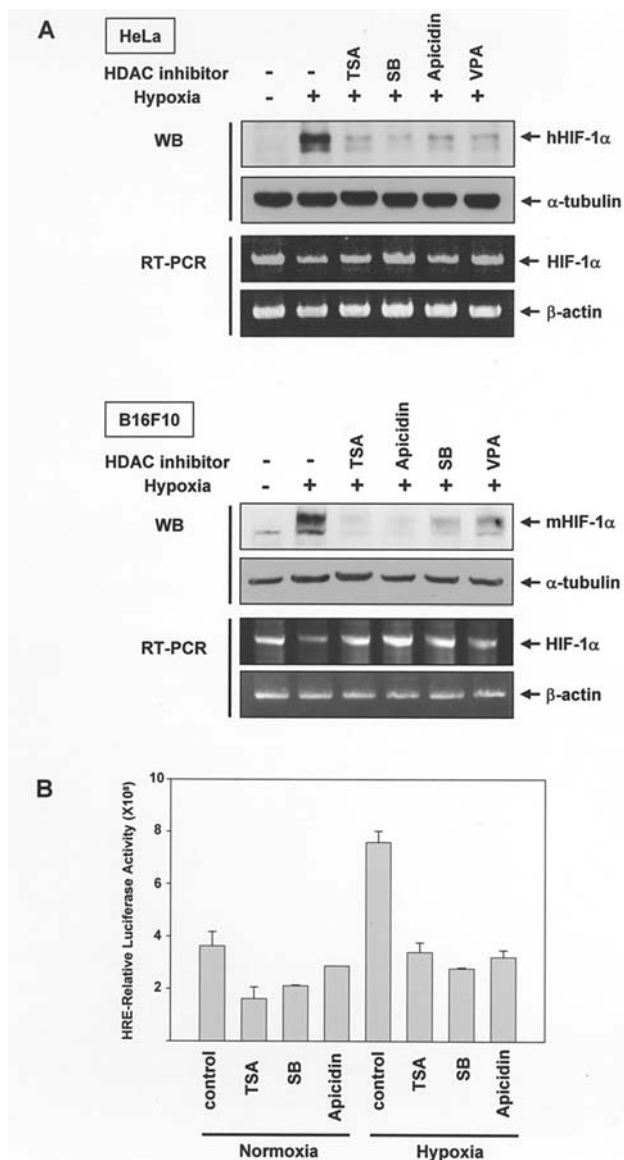 A
HeLa
HDAC inhibitor - - TSA SB Apicidin VPA
Hypoxia - + + + + +
WB
hHIF-1α
α-tubulin
RT-PCR
HIF-1α
β-actin
B16F10
HDAC inhibitor - - TSA Apicidin SB VPA
Hypoxia - + + + + +
WB
mHIF-1α
α-tubulin
RT-PCR
HIF-1α
β-actin
B
HRE-Relative Luciferase Activity (X10⁸)
10
8
6
4
2
control TSA SB Apicidin control TSA SB Apicidin
Normoxia Hypoxia